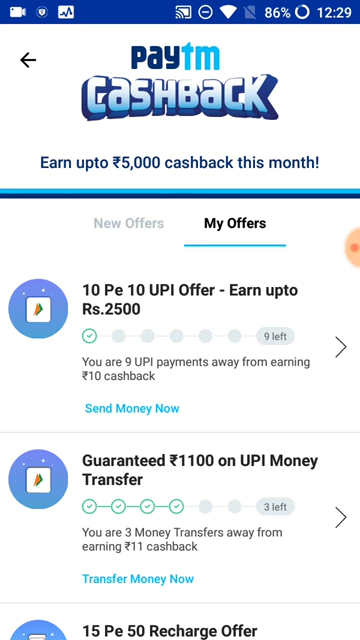 86% 12:29
paytm
CASHBACK
Earn upto ₹5,000 cashback this month!
New Offers My Offers
10 Pe 10 UPI Offer - Earn upto
Rs.2500
9 left
You are 9 UPI payments away from earning
₹10 cashback
Send Money Now
Guaranteed ₹1100 on UPI Money
Transfer
3 left
You are 3 Money Transfers away from
earning ₹11 cashback
Transfer Money Now
15 Pe 50 Recharge Offer